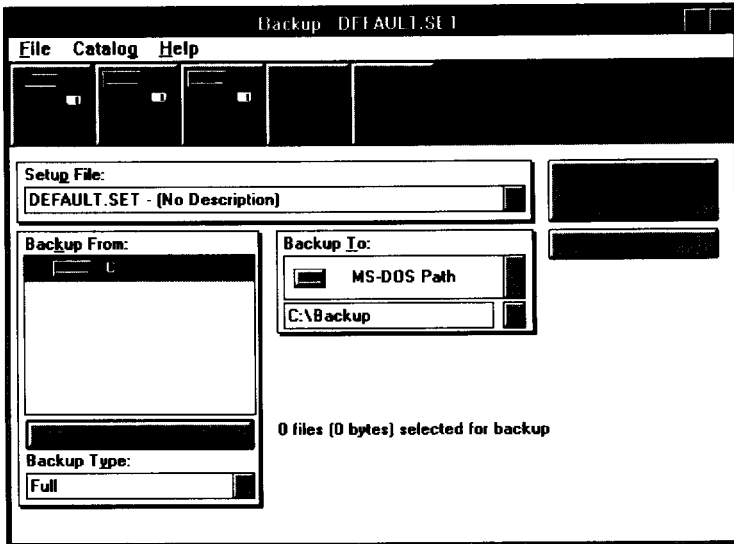 Backup DEFAULT.SET
File Catalog Help
Setup File:
DEFAULT.SET - (No Description)
Backup From:
C
Backup To:
MS-DOS Path
C:\Backup
0 files (0 bytes) selected for backup
Backup Type:
Full